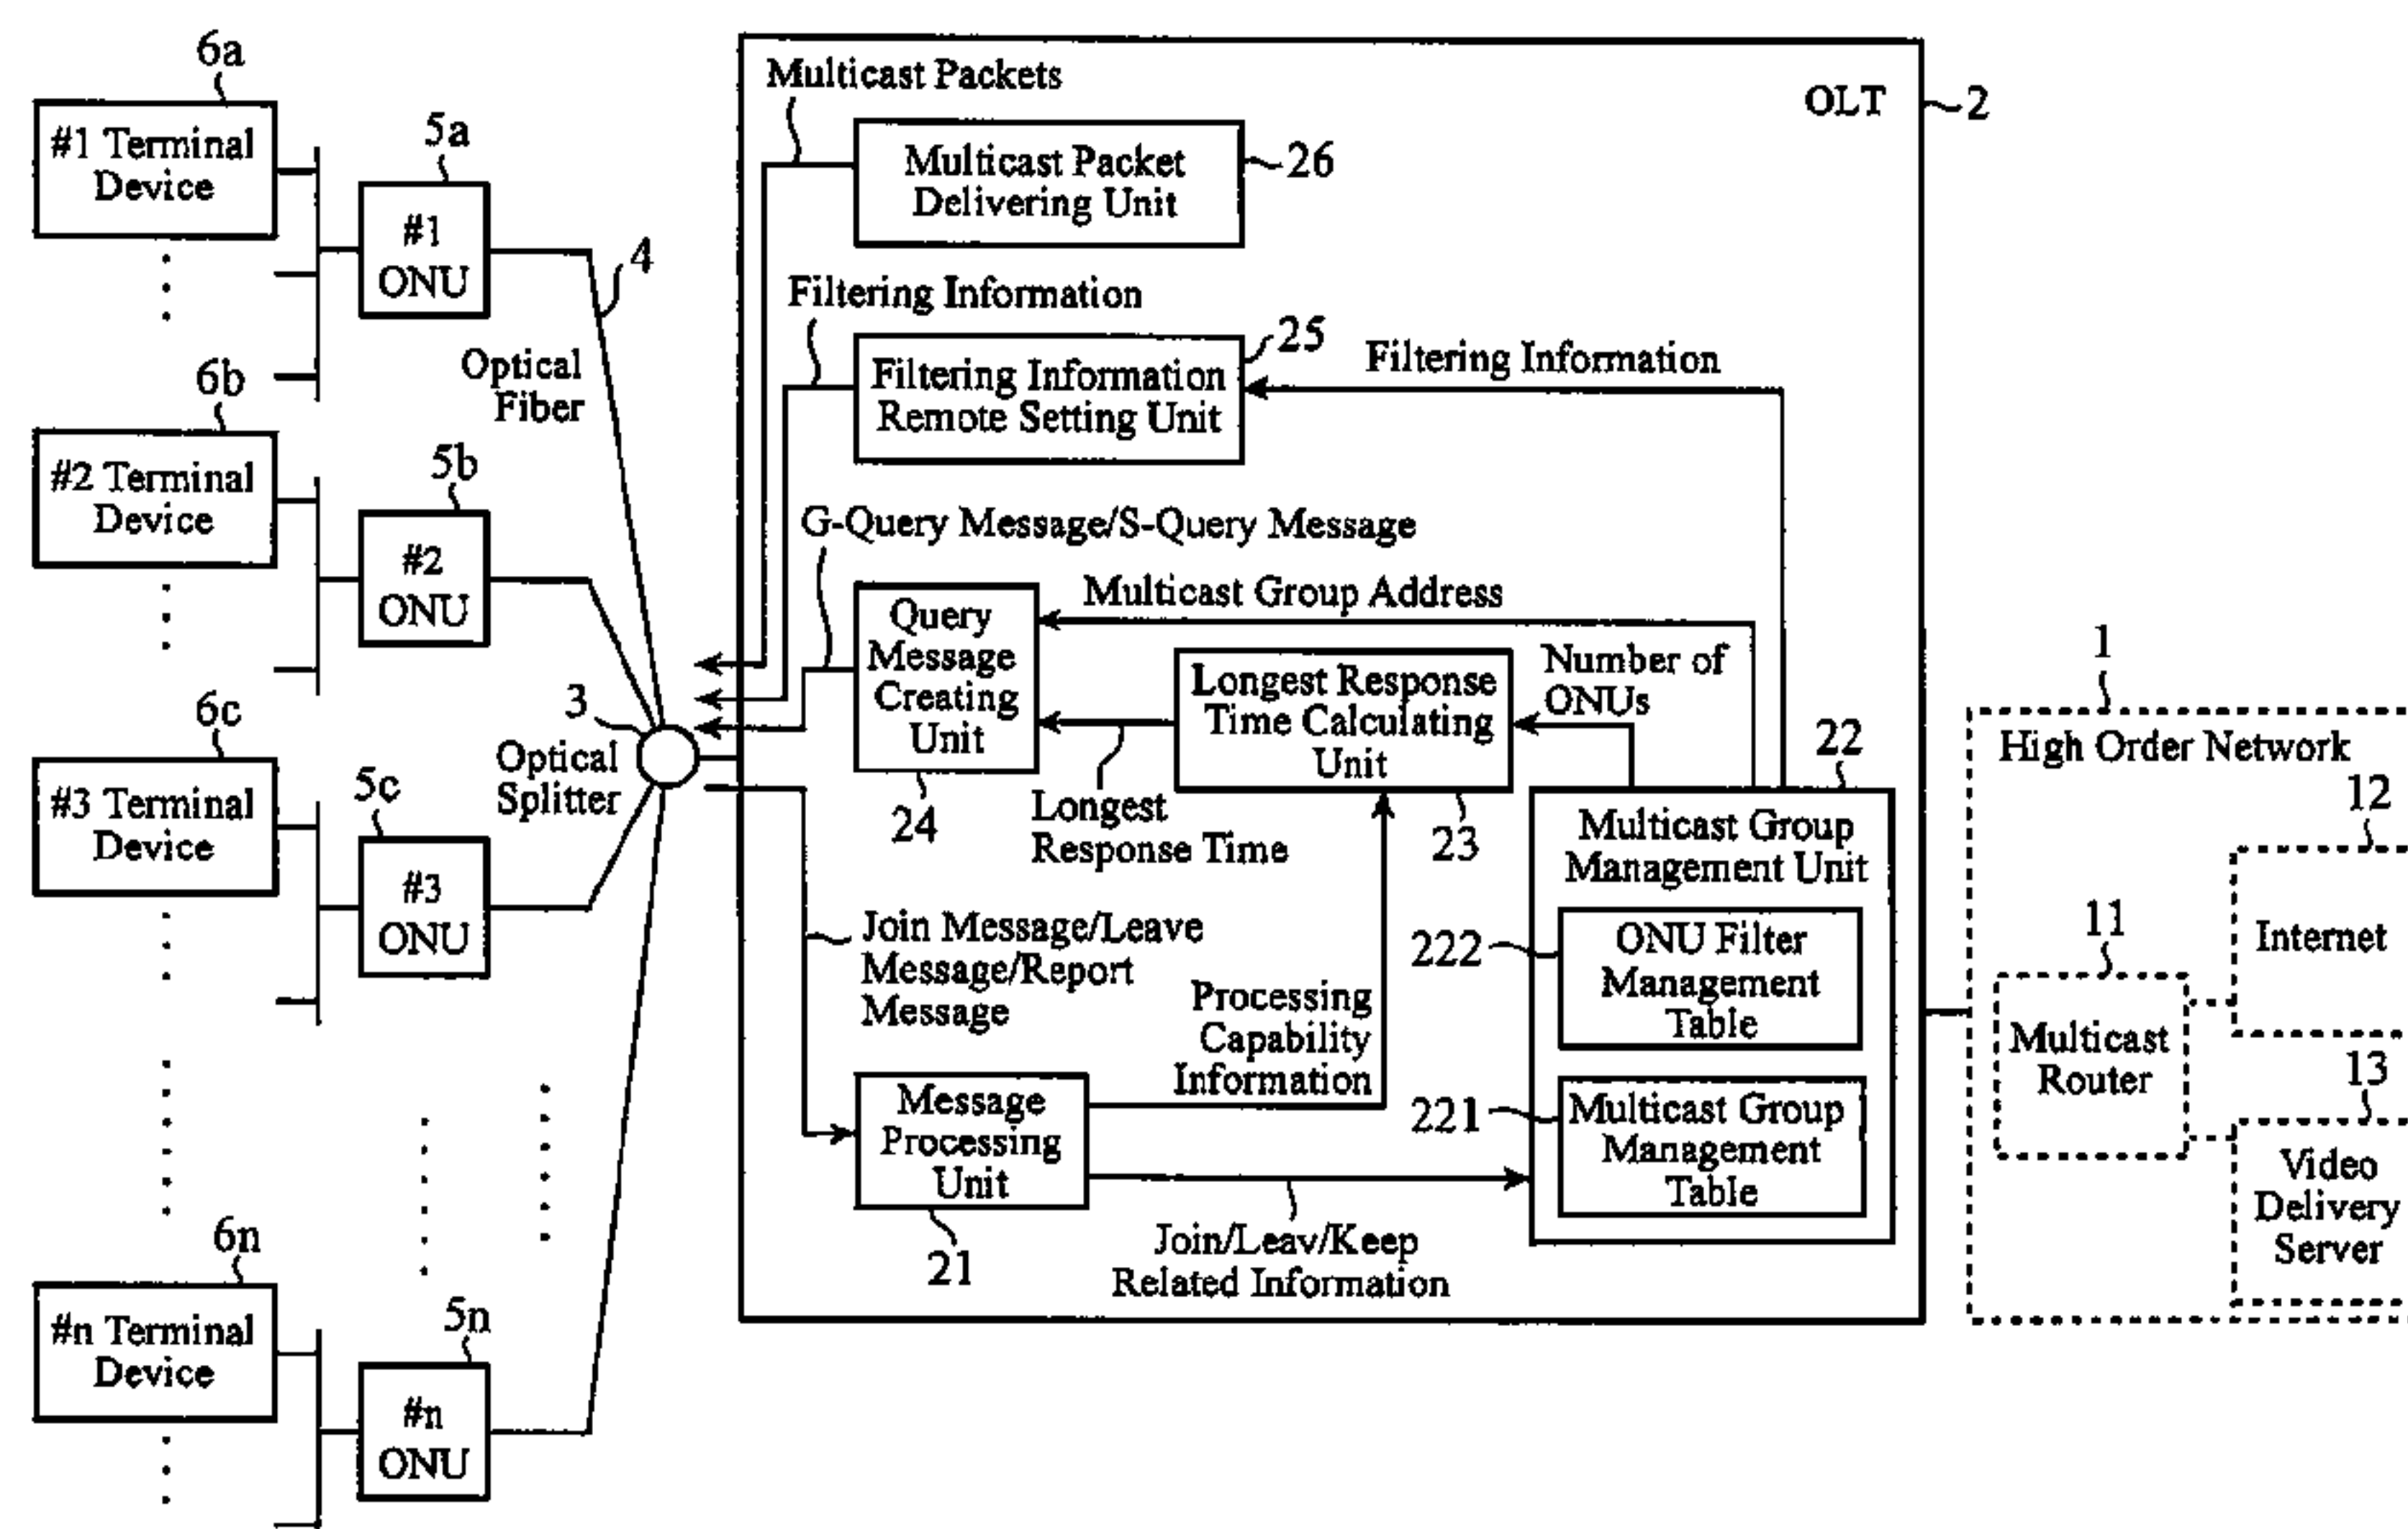 6a
#1 Terminal
Device
5a
#1
ONU
4
Optical
Fiber
6b
#2 Terminal
Device
5b
#2
ONU
3
Optical
Splitter
6c
#3 Terminal
Device
5c
#3
ONU
6n
#n Terminal
Device
5n
#n
ONU
OLT
2
Multicast Packets
Multicast Packet
Delivering Unit
26
Filtering Information
Filtering Information
Remote Setting Unit
25
Filtering Information
G-Query Message/S-Query Message
Query
Message
Creating
Unit
24
Multicast Group Address
Longest Response
Time Calculating
Unit
23
Number of
ONUs
Longest
Response Time
22
Multicast Group
Management Unit
222
ONU Filter
Management
Table
221
Multicast Group
Management
Table
Join Message/Leave
Message/Report
Message
Processing
Capability
Information
Message
Processing
Unit
21
Join/Leav/Keep
Related Information
1
High Order Network
12
Internet
11
Multicast
Router
13
Video
Delivery
Server